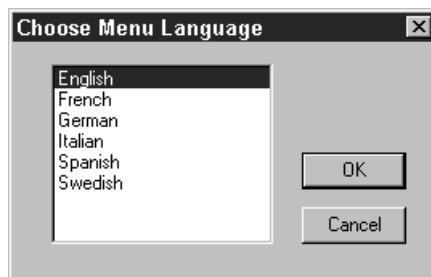 Choose Menu Language
English
French
German
Italian
Spanish
Swedish
OK
Cancel